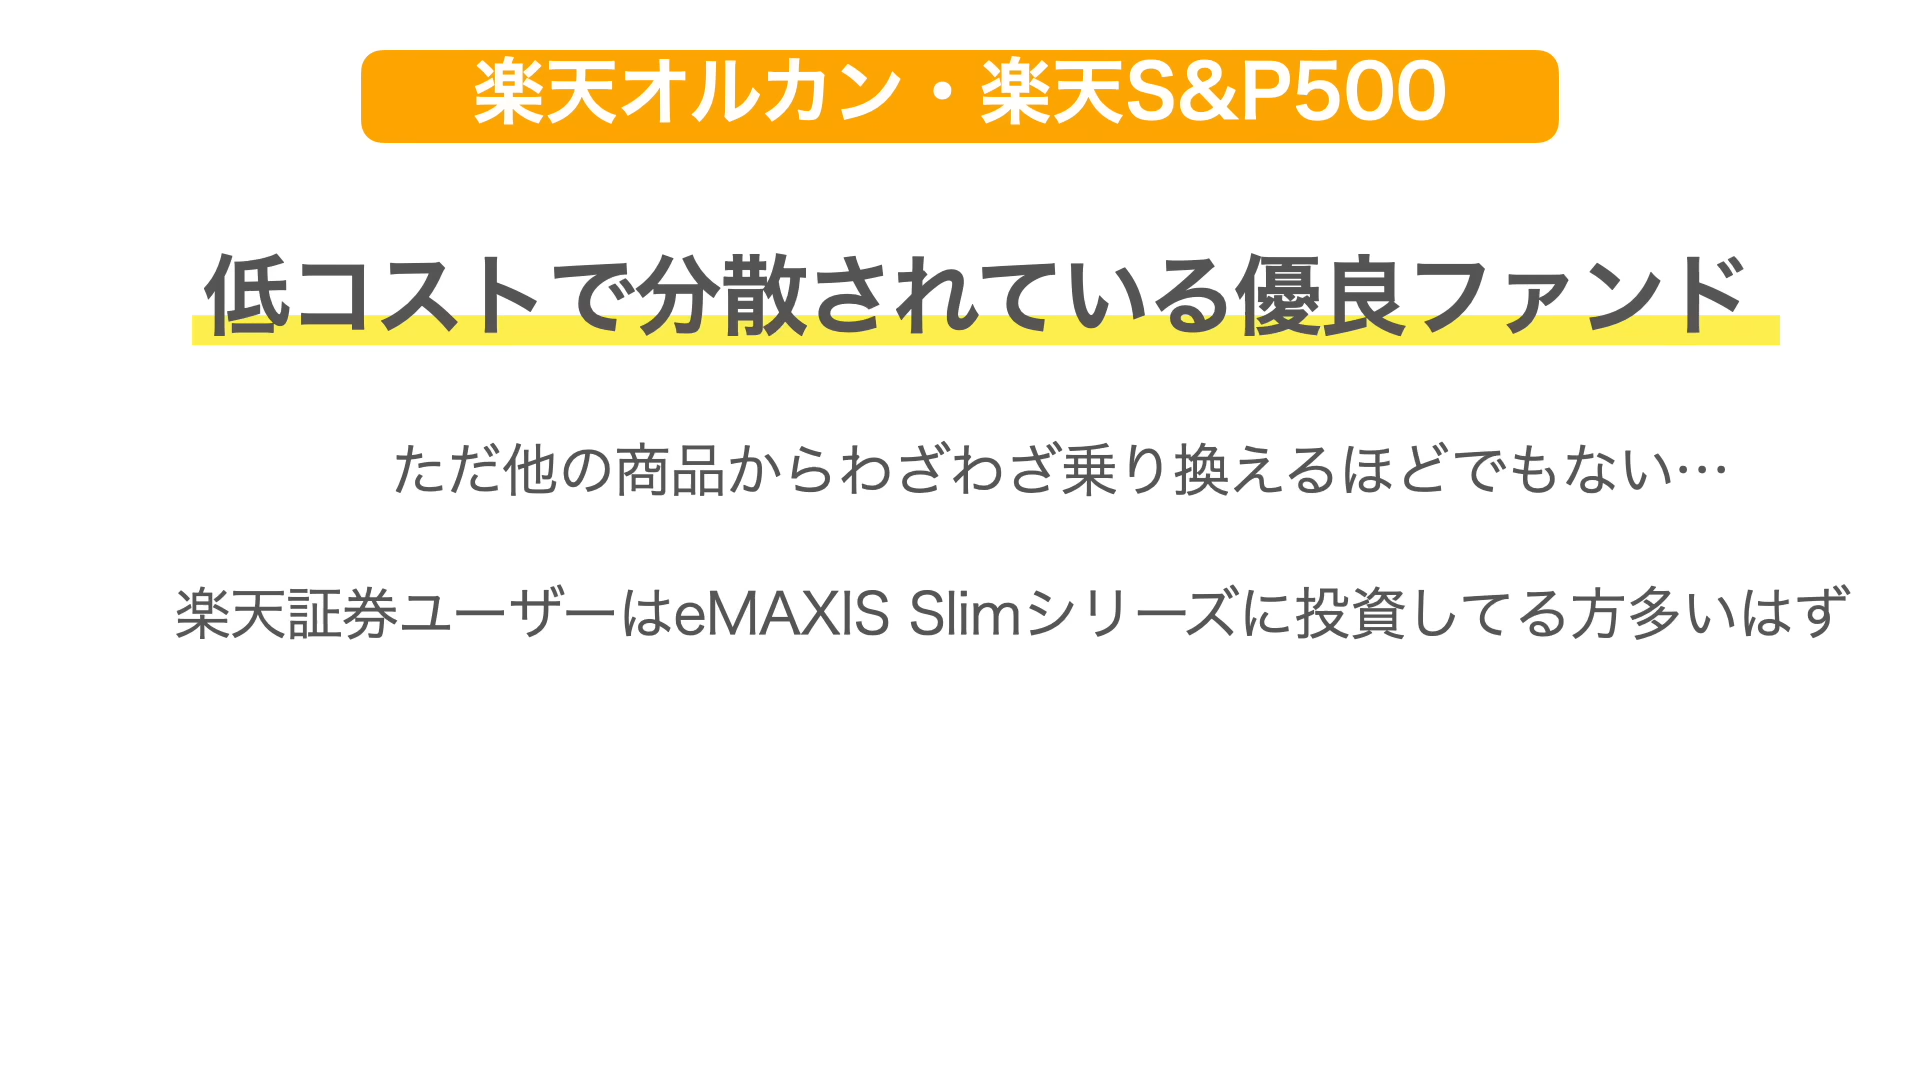 楽天オルカン・楽天S&P500
低コストで分散されている優良ファンド
ただ他の商品からわざわざ乗り換えるほどでもない…
楽天証券ユーザーはeMAXIS Slimシリーズに投資してる方多いはず